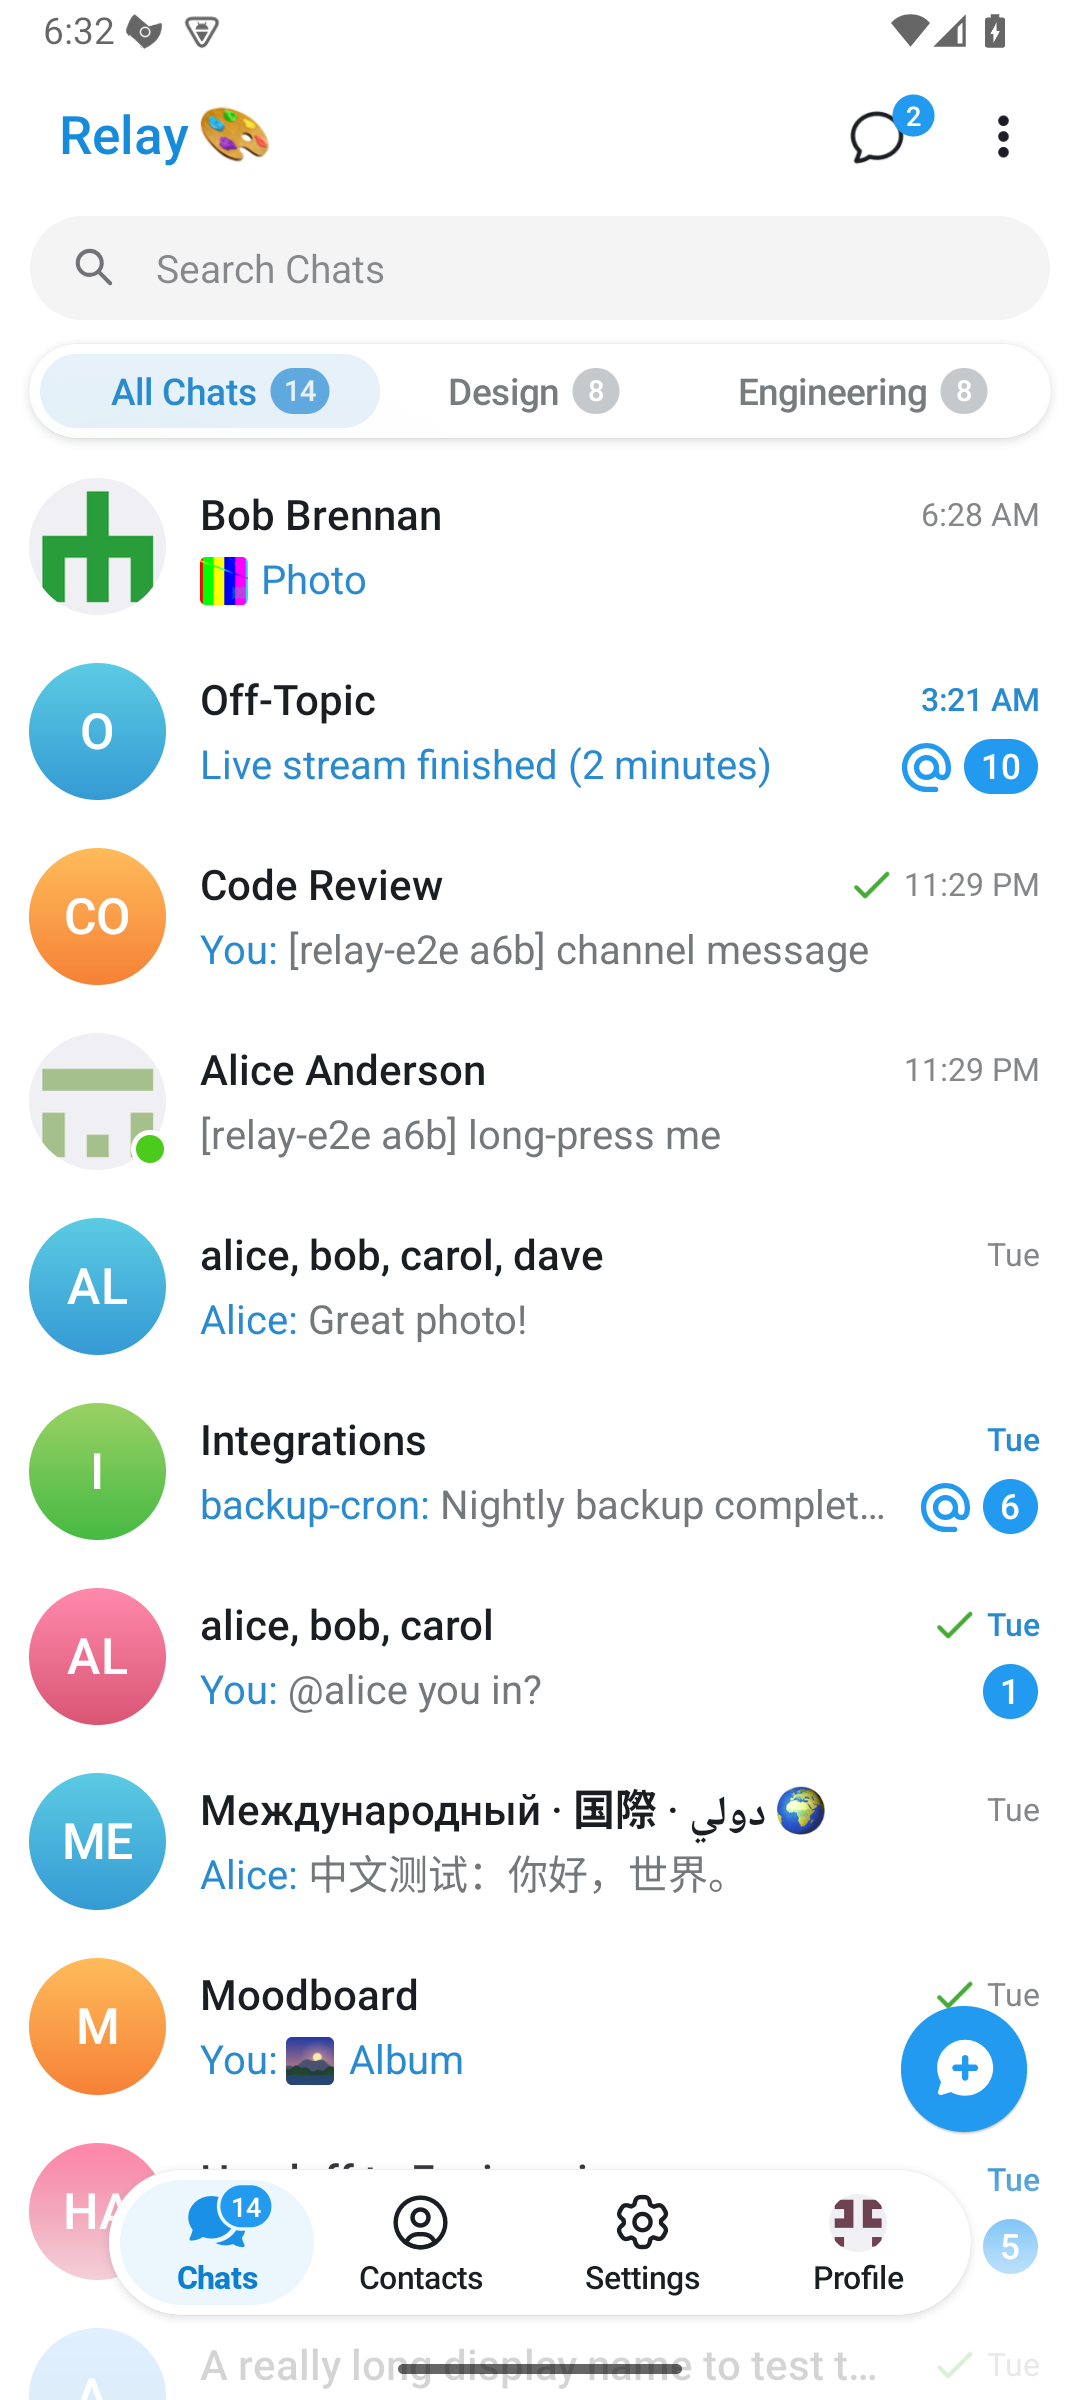 6:32
Relay 🎨
2
Search Chats
All Chats 14
Design 8
Engineering 8
Bob Brennan 6:28 AM
Photo
O
Off-Topic 3:21 AM
Live stream finished (2 minutes) @ 10
CO
Code Review 11:29 PM
You: [relay-e2e a6b] channel message
Alice Anderson 11:29 PM
[relay-e2e a6b] long-press me
AL
alice, bob, carol, dave Tue
Alice: Great photo!
I
Integrations Tue
backup-cron: Nightly backup complet… @ 6
AL
alice, bob, carol Tue
You: @alice you in? 1
ME
Международный · 国際 · دولي 🌍 Tue
Alice: 中文测试：你好，世界。
M
Moodboard Tue
You: Album
HA
Tue
5
14
Chats
Contacts
Settings
Profile
A
A really long display name to test t… Tue